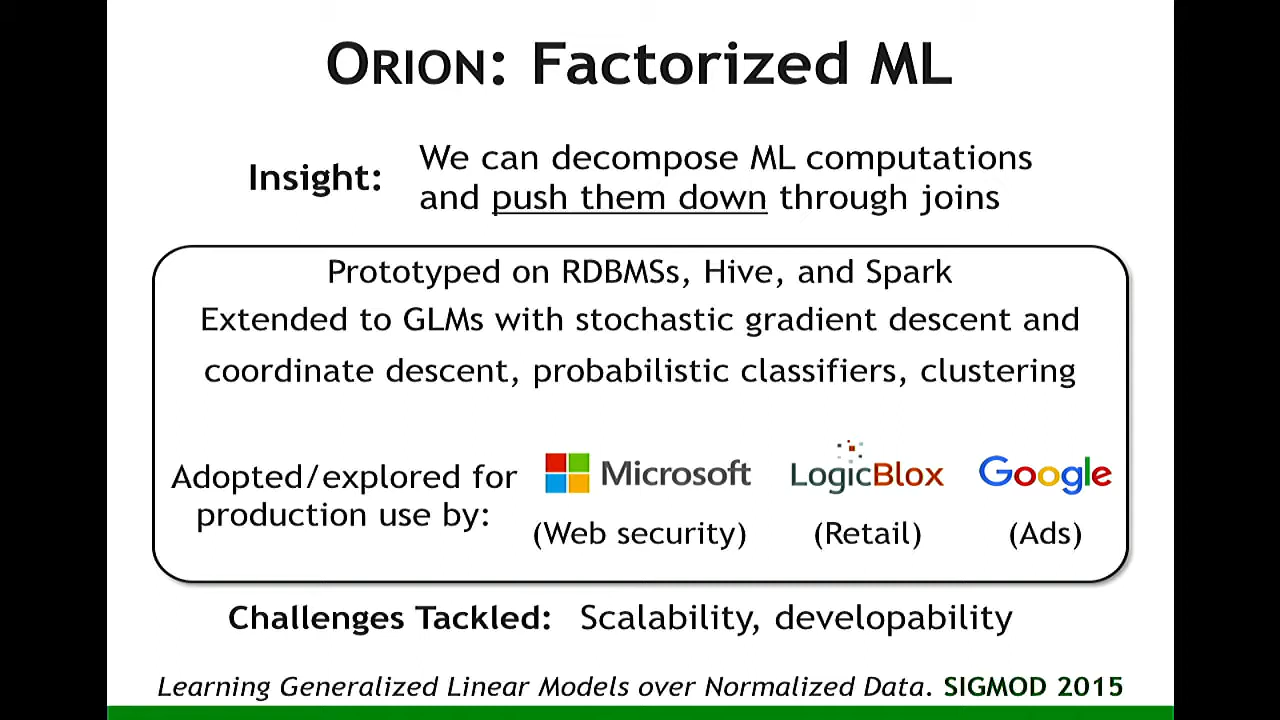 ORION: Factorized ML
Insight:
We can decompose ML computations
and push them down through joins
Prototyped on RDBMSs, Hive, and Spark
Extended to GLMs with stochastic gradient descent and
coordinate descent, probabilistic classifiers, clustering
Adopted/explored for
production use by:
Microsoft
(Web security)
LogicBlox
(Retail)
Google
(Ads)
Challenges Tackled: Scalability, developability
Learning Generalized Linear Models over Normalized Data. SIGMOD 2015